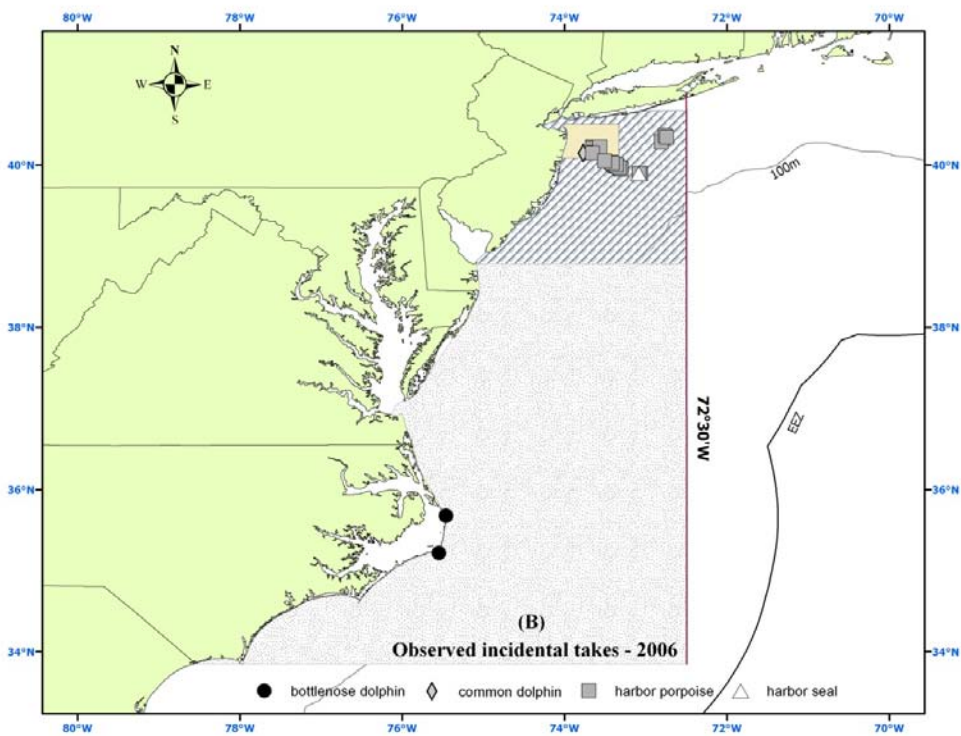 80°W 78°W 76°W 74°W 72°W 70°W
N
W E
S
40°N 40°N
100m
38°N 38°N
72°30'W
EEZ
36°N 36°N
(B)
34°N Observed incidental takes - 2006 34°N
bottlenose dolphin common dolphin harbor porpoise harbor seal
80°W 78°W 76°W 74°W 72°W 70°W